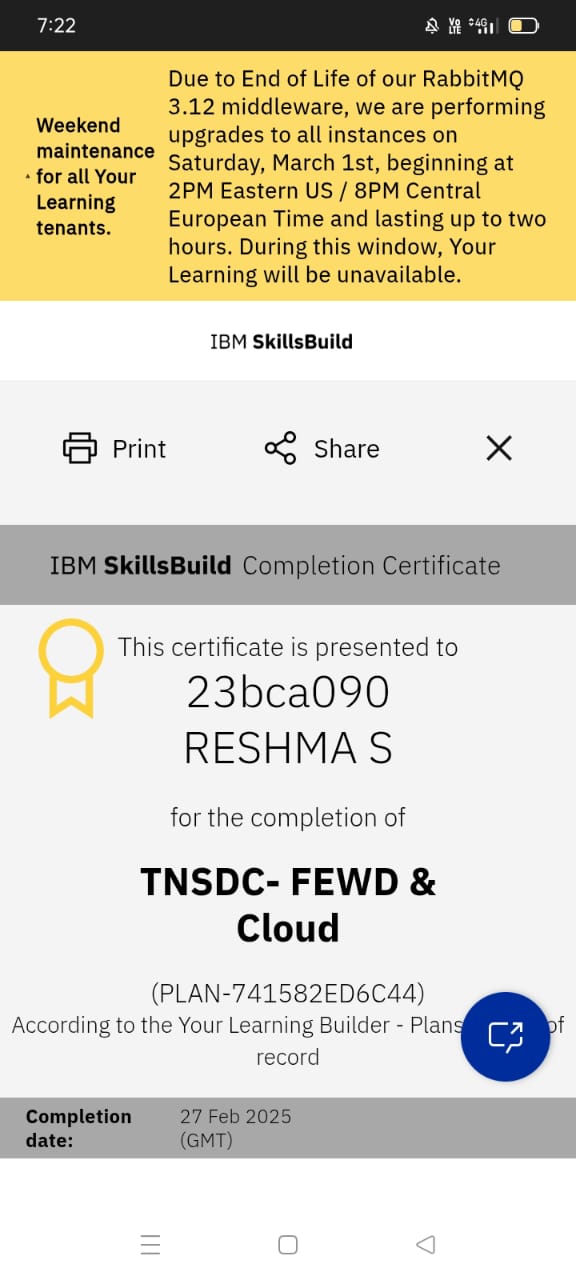 7:22
VO
LTE
4G
Weekend
maintenance
for all Your
Learning
tenants.
Due to End of Life of our RabbitMQ
3.12 middleware, we are performing
upgrades to all instances on
Saturday, March 1st, beginning at
2PM Eastern US / 8PM Central
European Time and lasting up to two
hours. During this window, Your
Learning will be unavailable.
IBM SkillsBuild
Print
Share
IBM SkillsBuild Completion Certificate
This certificate is presented to
23bca090
RESHMA S
for the completion of
TNSDC- FEWD &
Cloud
(PLAN-741582ED6C44)
According to the Your Learning Builder - Plans of
record
Completion
date:
27 Feb 2025
(GMT)